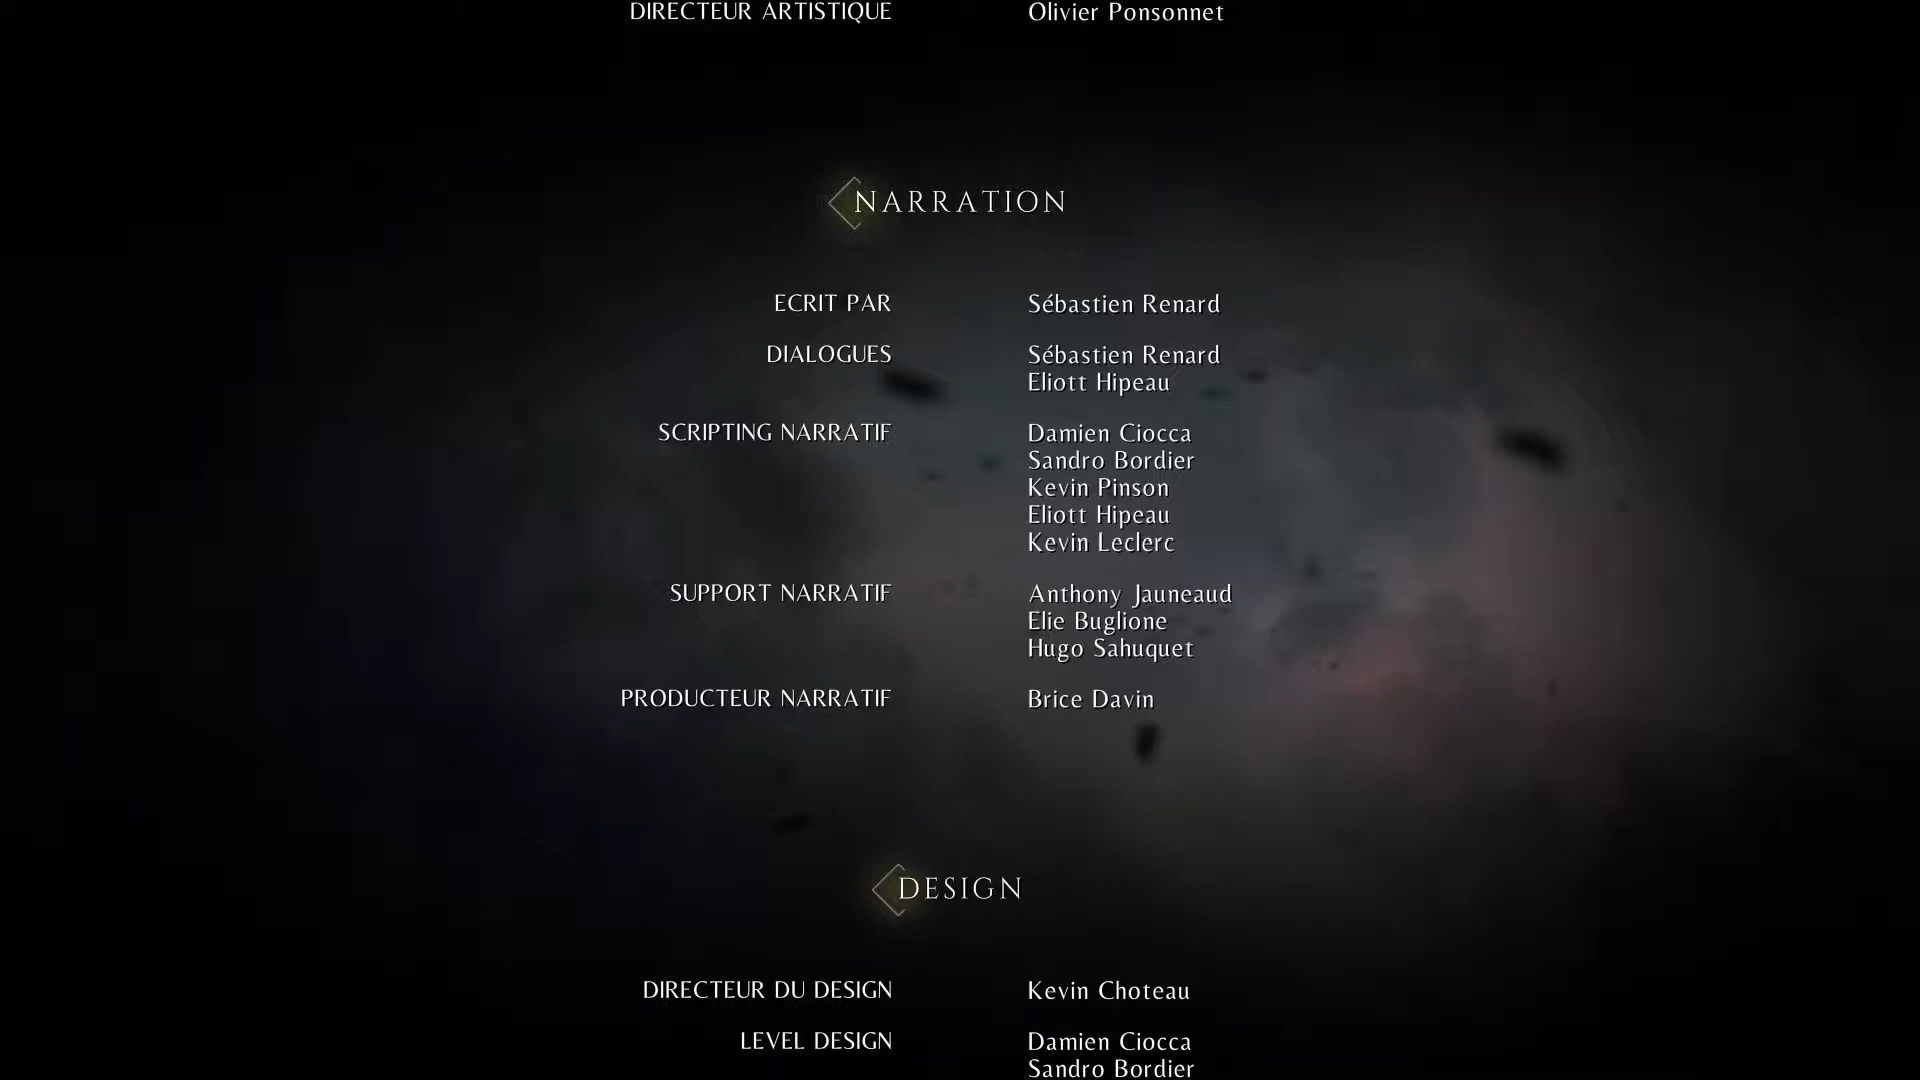 DIRECTEUR ARTISTIQUE Olivier Ponsonnet
NARRATION
ECRIT PAR Sébastien Renard
DIALOGUES Sébastien Renard
Eliott Hipeau
SCRIPTING NARRATIF Damien Ciocca
Sandro Bordier
Kevin Pinson
Eliott Hipeau
Kevin Leclerc
SUPPORT NARRATIF Anthony Jauneaud
Elie Buglione
Hugo Sahuquet
PRODUCTEUR NARRATIF Brice Davin
DESIGN
DIRECTEUR DU DESIGN Kevin Choteau
LEVEL DESIGN Damien Ciocca
Sandro Bordier